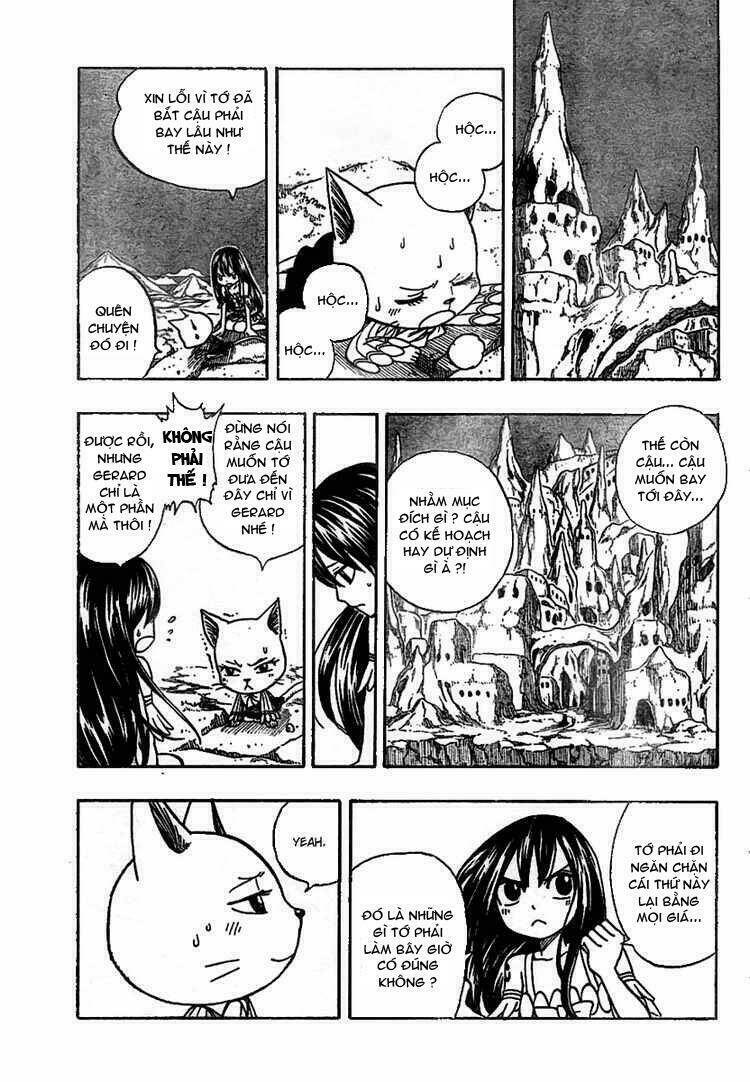 HỘC...
HỘC...
HỘC...
HỘC...
XIN LỖI VÌ TỚ ĐÃ
BẮT CẬU PHẢI
BAY LÂU NHƯ
THẾ NÀY !
QUÊN
CHUYỆN
ĐÓ ĐI !
THẾ CÒN
CẬU... CẬU
MUỐN BAY
TỚI ĐÂY...
NHẰM MỤC
ĐÍCH GÌ ? CẬU
CÓ KẾ HOẠCH
HAY DỰ ĐỊNH
GÌ À ?!
ĐỪNG NÓI
RẰNG CẬU
MUỐN TỚ
ĐƯA ĐẾN
ĐÂY CHỈ VÌ
GERARD
NHÉ !
KHÔNG
PHẢI
THẾ !
ĐƯỢC RỒI,
NHƯNG
GERARD
CHỈ LÀ
MỘT PHẦN
MÀ THÔI !
TỚ PHẢI ĐI
NGĂN CHẶN
CÁI THỨ NÀY
LẠI BẰNG
MỌI GIÁ...
ĐÓ LÀ NHỮNG
GÌ TỚ PHẢI
LÀM BÂY GIỜ
CÓ ĐÚNG
KHÔNG ?
YEAH.